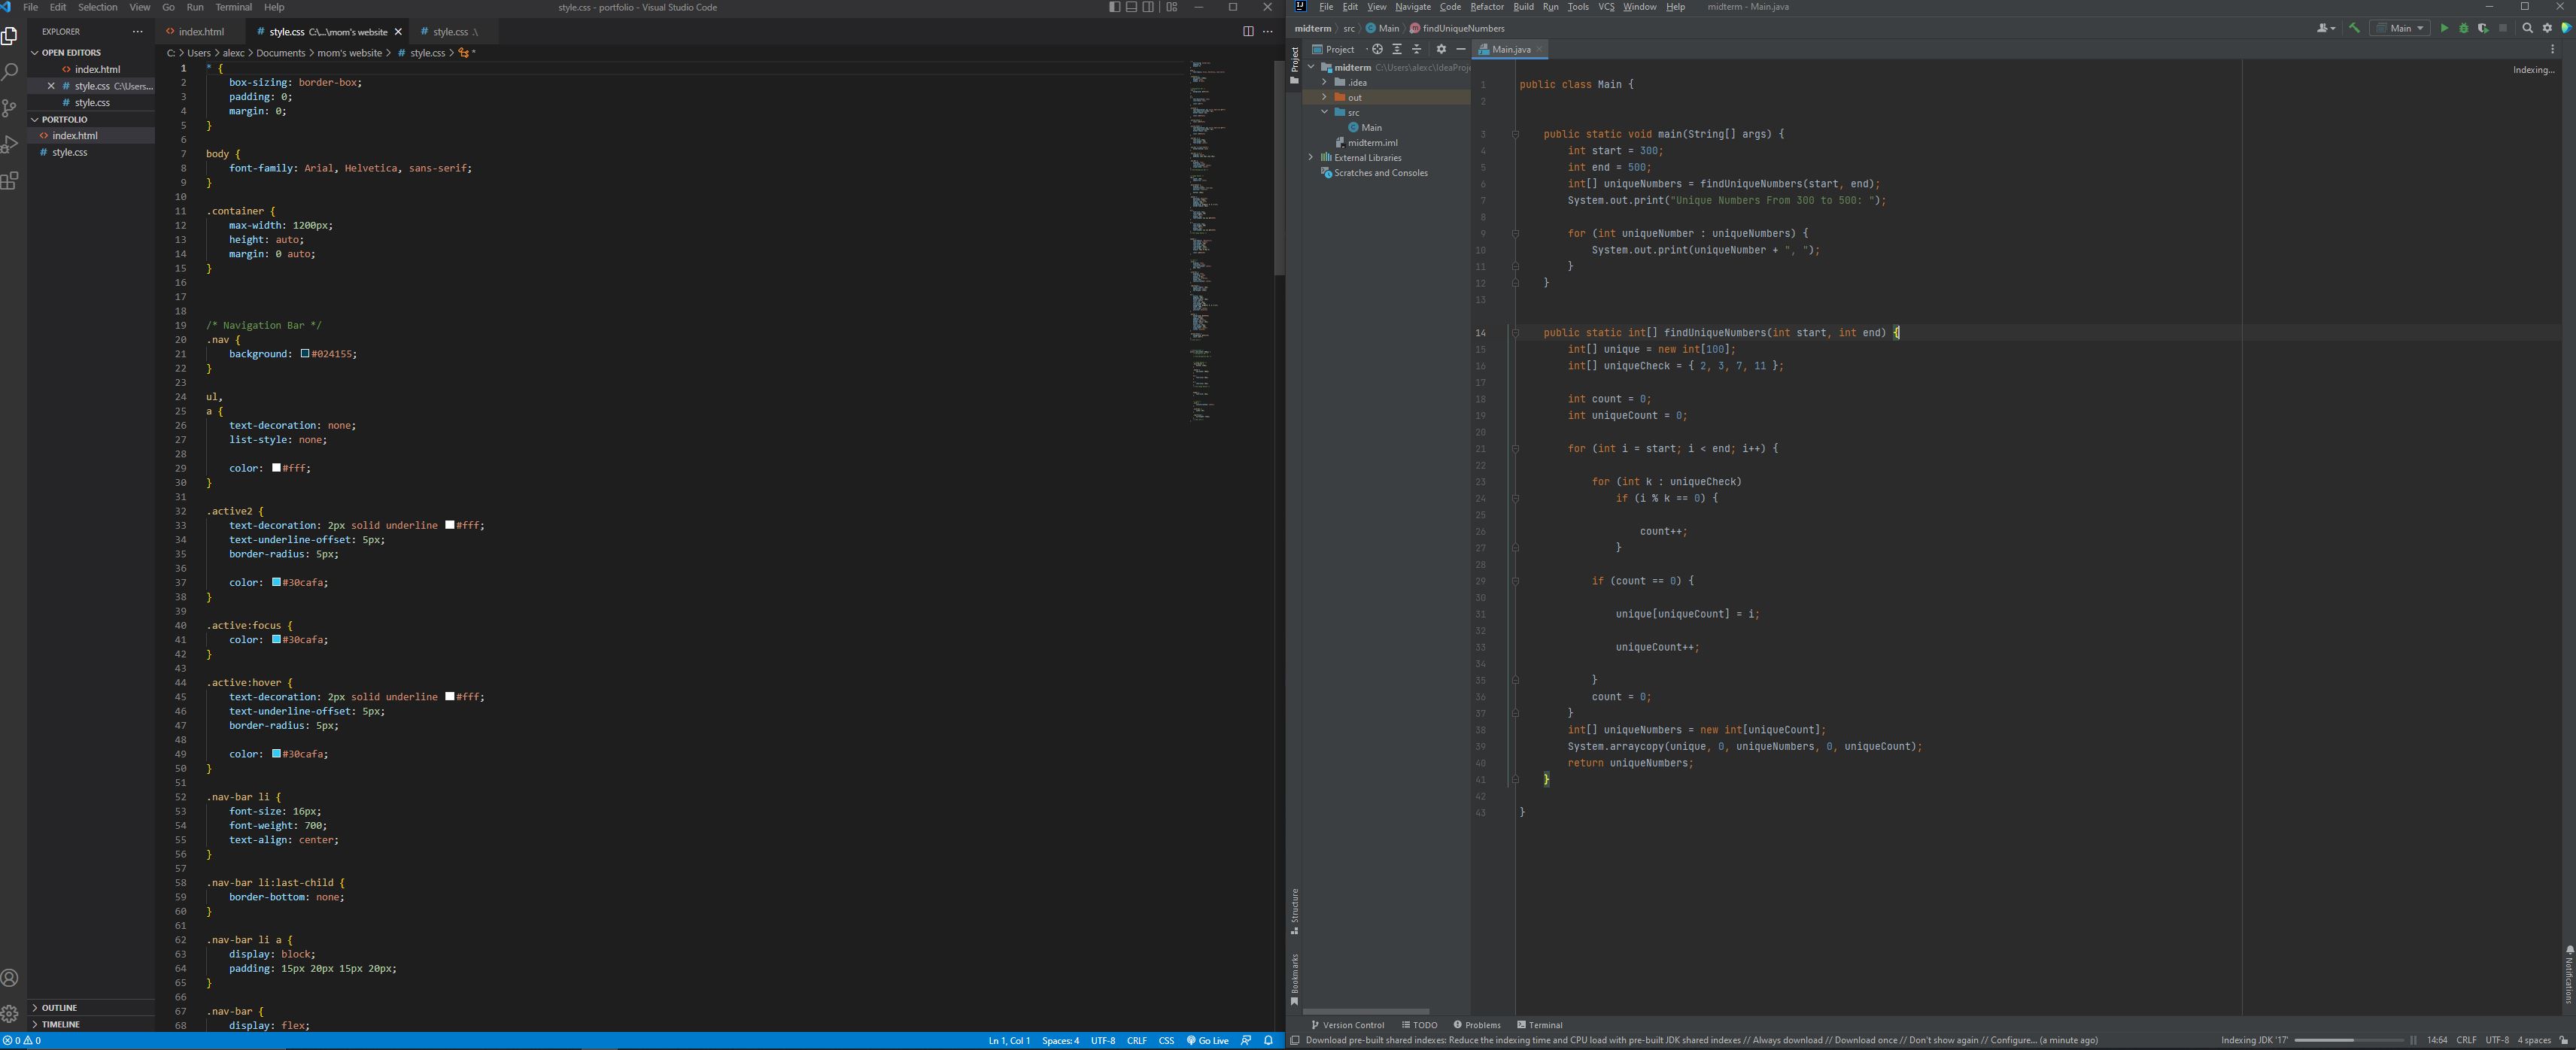 File Edit Selection View Go Run Terminal Help
style.css - portfolio - Visual Studio Code
EXPLORER
OPEN EDITORS
index.html
style.css C:\Users...
style.css
PORTFOLIO
index.html
style.css
OUTLINE
TIMELINE
index.html
style.css C:\...\mom's website
style.css .\
C: > Users > alexc > Documents > mom's website > # style.css > *
1 * {
2 box-sizing: border-box;
3 padding: 0;
4 margin: 0;
5 }
6
7 body {
8 font-family: Arial, Helvetica, sans-serif;
9 }
10
11 .container {
12 max-width: 1200px;
13 height: auto;
14 margin: 0 auto;
15 }
16
17
18
19 /* Navigation Bar */
20 .nav {
21 background: #024155;
22 }
23
24 ul,
25 a {
26 text-decoration: none;
27 list-style: none;
28
29 color: #fff;
30 }
31
32 .active2 {
33 text-decoration: 2px solid underline #fff;
34 text-underline-offset: 5px;
35 border-radius: 5px;
36
37 color: #30cafa;
38 }
39
40 .active:focus {
41 color: #30cafa;
42 }
43
44 .active:hover {
45 text-decoration: 2px solid underline #fff;
46 text-underline-offset: 5px;
47 border-radius: 5px;
48
49 color: #30cafa;
50 }
51
52 .nav-bar li {
53 font-size: 16px;
54 font-weight: 700;
55 text-align: center;
56 }
57
58 .nav-bar li:last-child {
59 border-bottom: none;
60 }
61
62 .nav-bar li a {
63 display: block;
64 padding: 15px 20px 15px 20px;
65 }
66
67 .nav-bar {
68 display: flex;
0 0
Ln 1, Col 1 Spaces: 4 UTF-8 CRLF CSS Go Live
IJ File Edit View Navigate Code Refactor Build Run Tools VCS Window Help
midterm - Main.java
midterm > src > Main > findUniqueNumbers
Main
Project
Project
midterm C:\Users\alexc\IdeaProj
.idea
out
src
Main
midterm.iml
External Libraries
Scratches and Consoles
Structure
Bookmarks
Main.java
Indexing...
1 public class Main {
2
3 public static void main(String[] args) {
4 int start = 300;
5 int end = 500;
6 int[] uniqueNumbers = findUniqueNumbers(start, end);
7 System.out.print("Unique Numbers From 300 to 500: ");
8
9 for (int uniqueNumber : uniqueNumbers) {
10 System.out.print(uniqueNumber + ", ");
11 }
12 }
13
14 public static int[] findUniqueNumbers(int start, int end) {
15 int[] unique = new int[100];
16 int[] uniqueCheck = { 2, 3, 7, 11 };
17
18 int count = 0;
19 int uniqueCount = 0;
20
21 for (int i = start; i < end; i++) {
22
23 for (int k : uniqueCheck)
24 if (i % k == 0) {
25
26 count++;
27 }
28
29 if (count == 0) {
30
31 unique[uniqueCount] = i;
32
33 uniqueCount++;
34
35 }
36 count = 0;
37 }
38 int[] uniqueNumbers = new int[uniqueCount];
39 System.arraycopy(unique, 0, uniqueNumbers, 0, uniqueCount);
40 return uniqueNumbers;
41 }
42
43 }
Notifications
Version Control TODO Problems Terminal
Download pre-built shared indexes: Reduce the indexing time and CPU load with pre-built JDK shared indexes // Always download // Download once // Don't show again // Configure... (a minute ago)
Indexing JDK '17' 14:64 CRLF UTF-8 4 spaces